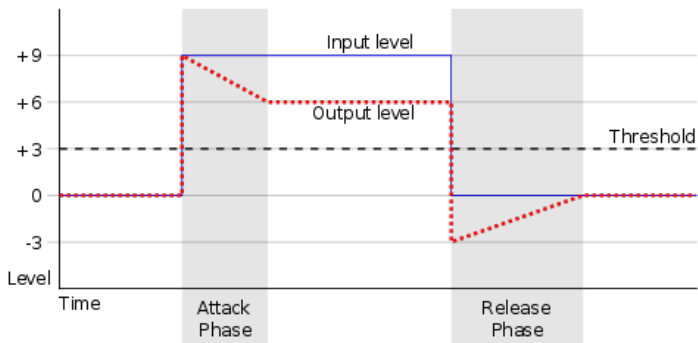 +9
Input level
+6
Output level
+3
Threshold
0
-3
Level
Time
Attack
Phase
Release
Phase